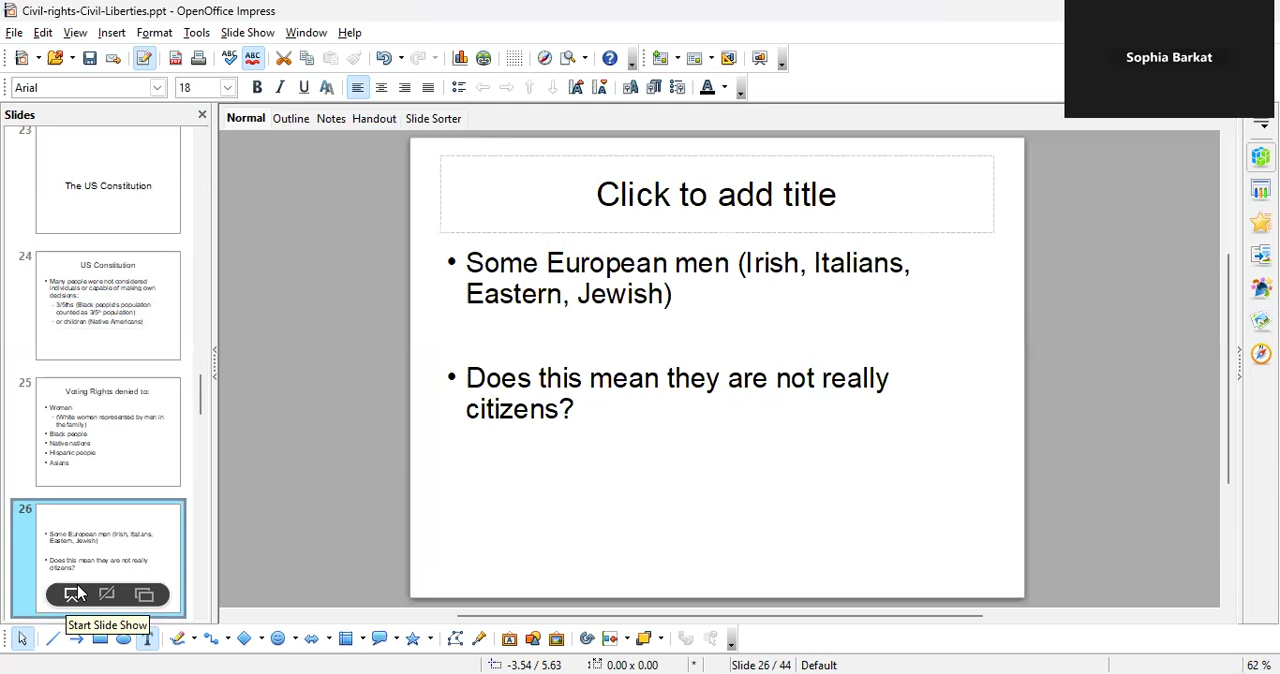 Civil-rights-Civil-Liberties.ppt - OpenOffice Impress
File Edit View Insert Format Tools Slide Show Window Help
Sophia Barkat
Arial 18
Slides
Normal Outline Notes Handout Slide Sorter
23
The US Constitution
24
US Constitution
• Many people were not considered
individuals or capable of making own
decisions:
– 3/5ths (Black people's population
counted as 3/5th population)
– or children (Native Americans)
25
Voting Rights denied to:
• Women
– (White women represented by men in
the family)
• Black people
• Native nations
• Hispanic people
• Asians
26
• Some European men (Irish, Italians,
Eastern, Jewish)
• Does this mean they are not really
citizens?
Start Slide Show
Click to add title
• Some European men (Irish, Italians,
Eastern, Jewish)
• Does this mean they are not really
citizens?
-3.54 / 5.63 0.00 x 0.00 * Slide 26 / 44 Default 62 %